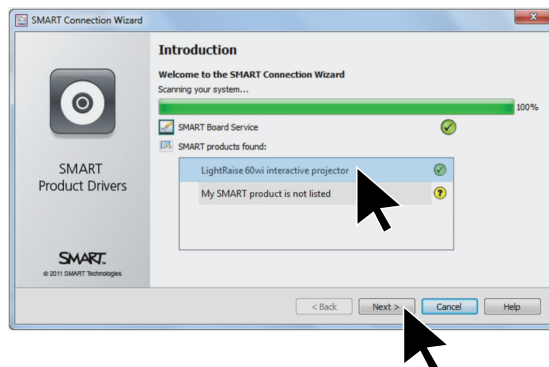 SMART Connection Wizard
Introduction
Welcome to the SMART Connection Wizard
Scanning your system...
100%
SMART Board Service
SMART products found:
LightRaise 60wi interactive projector
My SMART product is not listed
SMART
Product Drivers
SMART
© 2011 SMART Technologies
< Back
Next >
Cancel
Help